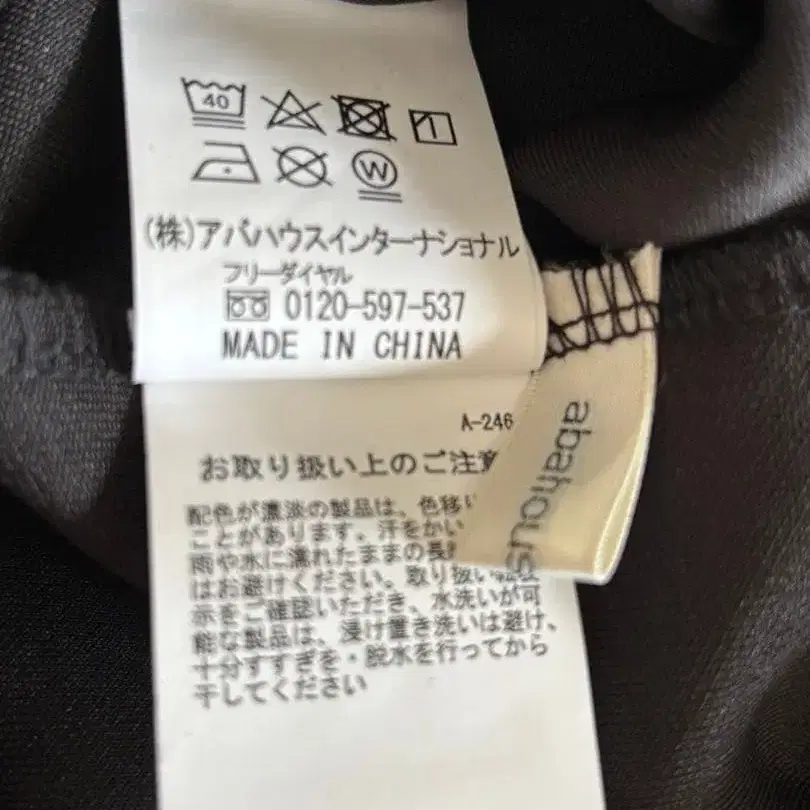 40
W
(株)アバハウスインターナショナル
フリーダイヤル
0120-597-537
MADE IN CHINA
A-246
お取り扱い上のご注意
配色が濃淡の製品は、色移い
ことがあります。汗をかい
雨や水に濡れたままの長時
はお避けください。取り扱い絵表
示をご確認いただき、水洗いが可
能な製品は、浸け置き洗いは避け、
十分すすぎを・脱水を行ってから
干してください
abahous